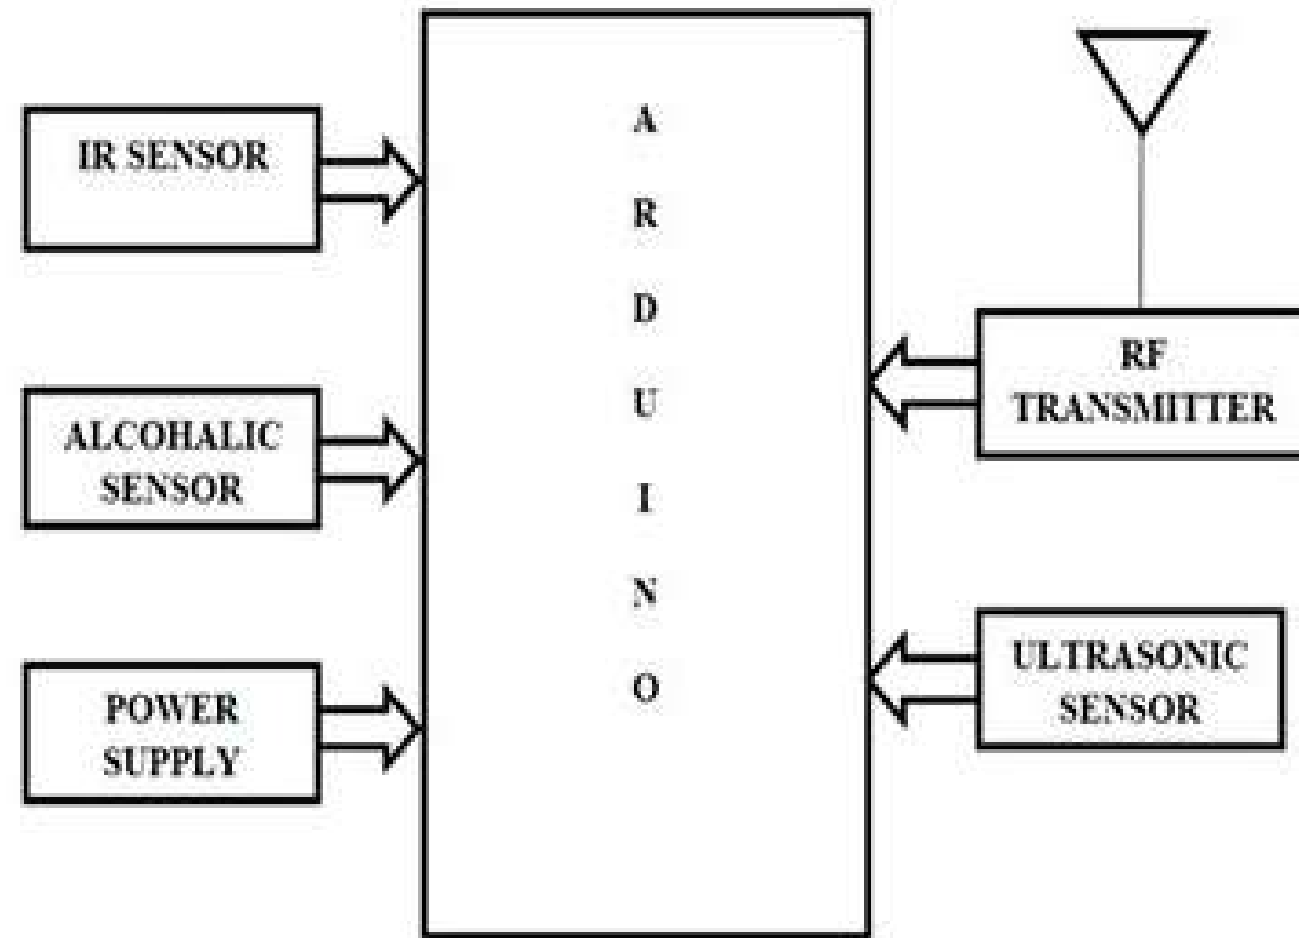 IR SENSOR
ALCOHALIC
SENSOR
POWER
SUPPLY
A
R
D
U
I
N
O
RF
TRANSMITTER
ULTRASONIC
SENSOR